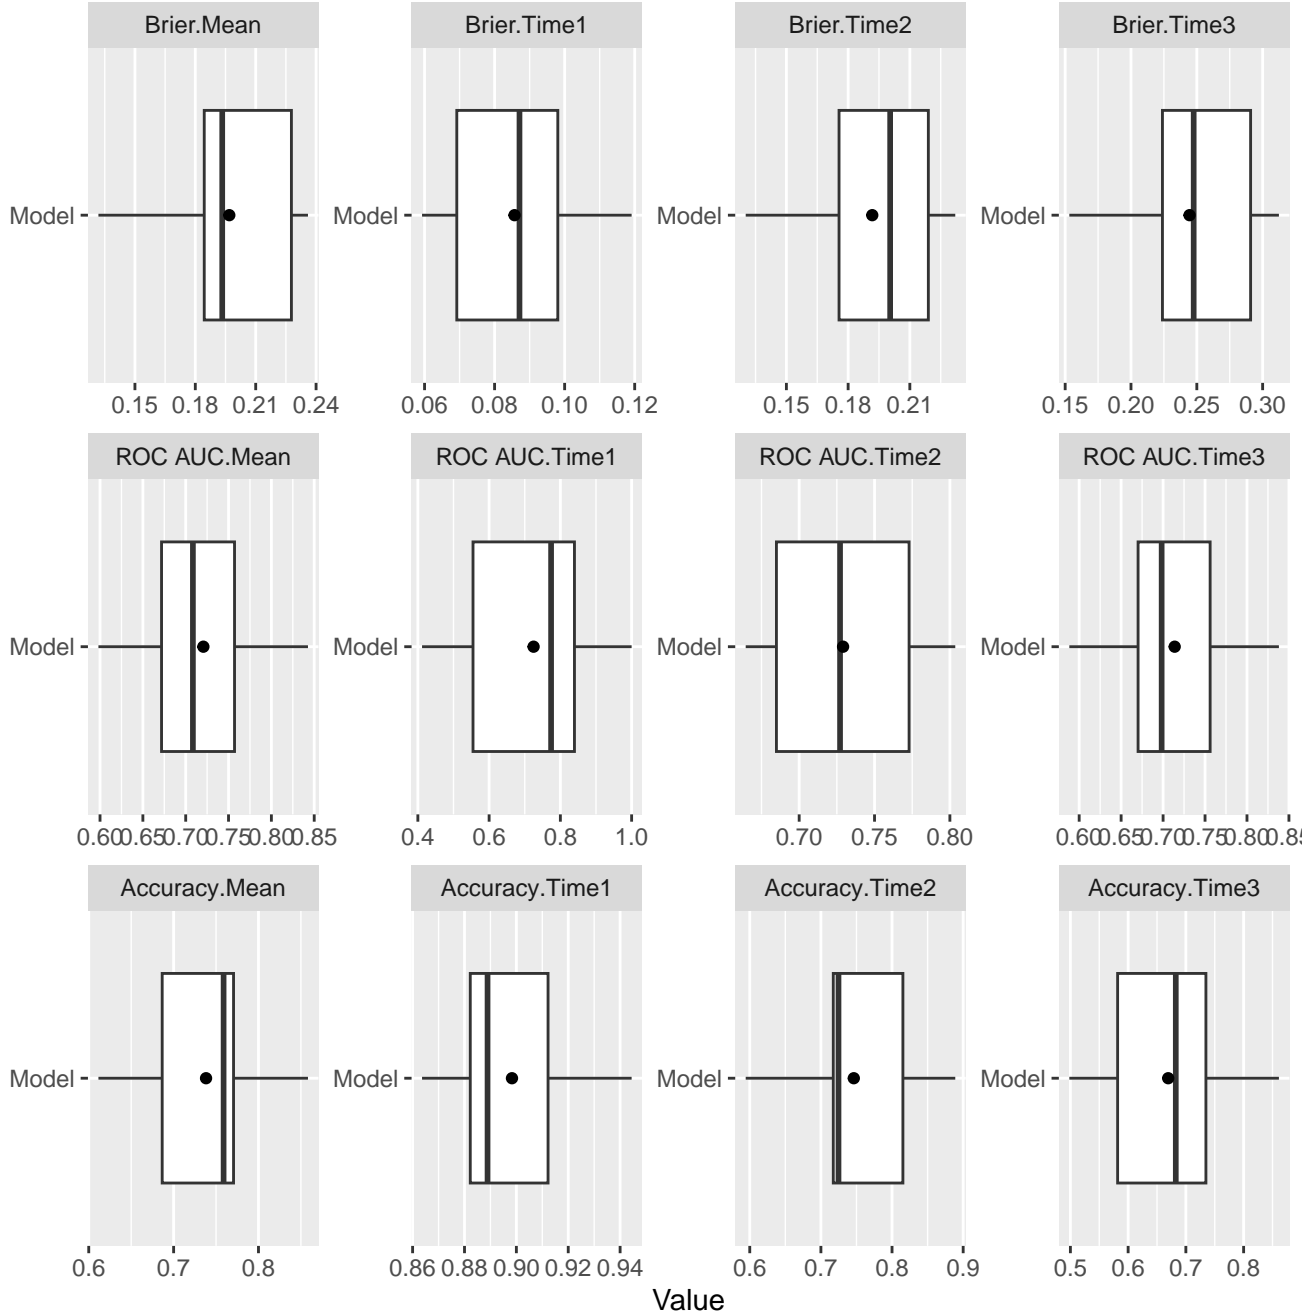 Brier.Mean
Brier.Time1
Brier.Time2
Brier.Time3
Model
Model
Model
Model
0.15 0.18 0.21 0.24
0.06 0.08 0.10 0.12
0.15 0.18 0.21
0.15 0.20 0.25 0.30
ROC AUC.Mean
ROC AUC.Time1
ROC AUC.Time2
ROC AUC.Time3
Model
Model
Model
Model
0.60 0.65 0.70 0.75 0.80 0.85
0.4 0.6 0.8 1.0
0.70 0.75 0.80
0.60 0.65 0.70 0.75 0.80 0.85
Accuracy.Mean
Accuracy.Time1
Accuracy.Time2
Accuracy.Time3
Model
Model
Model
Model
0.6 0.7 0.8
0.86 0.88 0.90 0.92 0.94
0.6 0.7 0.8 0.9
0.5 0.6 0.7 0.8
Value